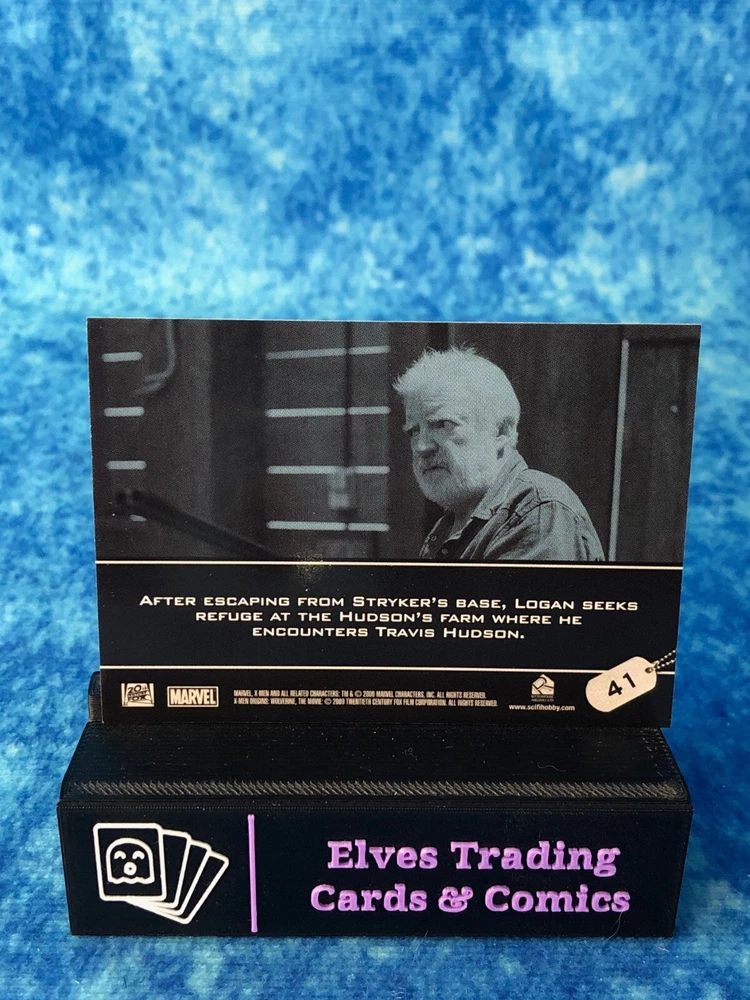 AFTER ESCAPING FROM STRYKER'S BASE, LOGAN SEEKS
REFUGE AT THE HUDSON'S FARM WHERE HE
ENCOUNTERS TRAVIS HUDSON.
MARVEL
MARVEL, X-MEN AND ALL RELATED CHARACTERS: TM & © 2009 MARVEL CHARACTERS, INC. ALL RIGHTS RESERVED.
X-MEN ORIGINS: WOLVERINE, THE MOVIE: © 2009 TWENTIETH CENTURY FOX FILM CORPORATION. ALL RIGHTS RESERVED.
www.scifihobby.com
41
Elves Trading
Cards & Comics